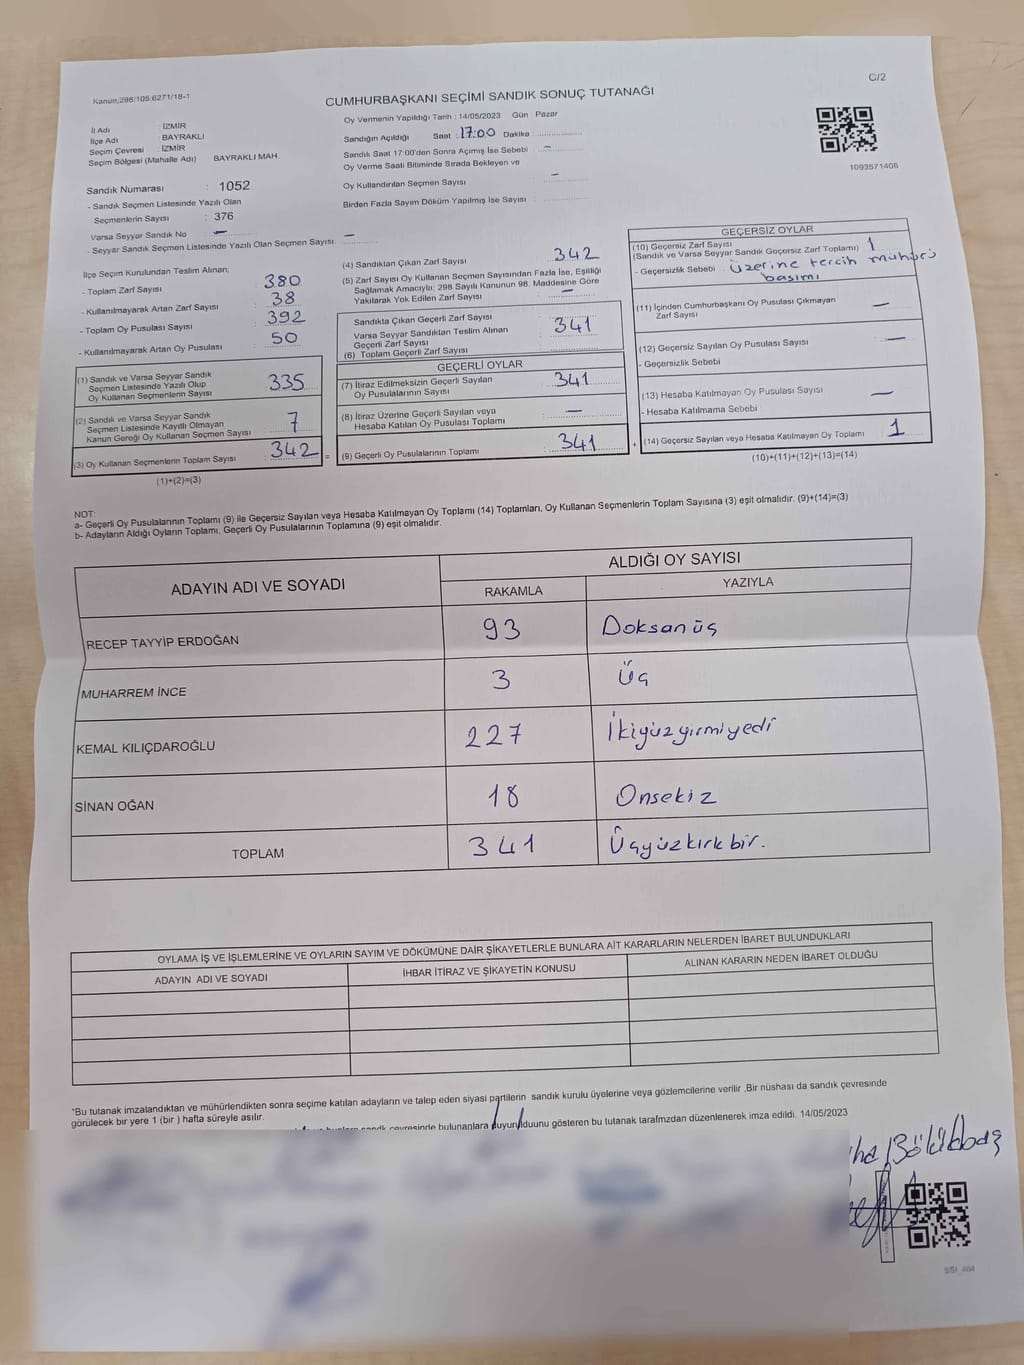 Kanun:298/105;6271/18-1
C/2
CUMHURBAŞKANI SEÇİMİ SANDIK SONUÇ TUTANAĞI
İl Adı : İZMİR
İlçe Adı : BAYRAKLI
Seçim Çevresi : İZMİR
Seçim Bölgesi (Mahalle Adı) : BAYRAKLI MAH.
Sandık Numarası : 1052
- Sandık Seçmen Listesinde Yazılı Olan
Seçmenlerin Sayısı : 376
Varsa Seyyar Sandık No : —
- Seyyar Sandık Seçmen Listesinde Yazılı Olan Seçmen Sayısı: —
Oy Vermenin Yapıldığı Tarih : 14/05/2023 Gün Pazar
Sandığın Açıldığı Saat : 17:00 Dakika :
Sandık Saat 17:00'den Sonra Açımış İse Sebebi : —
Oy Verme Saati Bitiminde Sırada Bekleyen ve
Oy Kullandırılan Seçmen Sayısı —
Birden Fazla Sayım Döküm Yapılmış İse Sayısı :
1093571406
İlçe Seçim Kurulundan Teslim Alınan;
- Toplam Zarf Sayısı : 380
- Kullanılmayarak Artan Zarf Sayısı : 38
- Toplam Oy Pusulası Sayısı : 392
- Kullanılmayarak Artan Oy Pusulası : 50
(1) Sandık ve Varsa Seyyar Sandık
Seçmen Listesinde Yazılı Olup
Oy Kullanan Seçmenlerin Sayısı : 335
(2) Sandık ve Varsa Seyyar Sandık
Seçmen Listesinde Kayıtlı Olmayan
Kanun Gereği Oy Kullanan Seçmen Sayısı : 7
(3) Oy Kullanan Seçmenlerin Toplam Sayısı : 342 =
(1)+(2)=(3)
(4) Sandıktan Çıkan Zarf Sayısı : 342
(5) Zarf Sayısı Oy Kullanan Seçmen Sayısından Fazla İse, Eşitliği
Sağlamak Amacıyla; 298 Sayılı Kanunun 98. Maddesine Göre
Yakılarak Yok Edilen Zarf Sayısı : —
Sandıkta Çıkan Geçerli Zarf Sayısı : 341
Varsa Seyyar Sandıktan Teslim Alınan
Geçerli Zarf Sayısı
(6) Toplam Geçerli Zarf Sayısı
GEÇERLİ OYLAR
(7) İtiraz Edilmeksizin Geçerli Sayılan
Oy Pusulalarının Sayısı : 341
(8) İtiraz Üzerine Geçerli Sayılan veya
Hesaba Katılan Oy Pusulası Toplamı : —
(9) Geçerli Oy Pusulalarının Toplamı : 341 +
GEÇERSİZ OYLAR
(10) Geçersiz Zarf Sayısı
(Sandık ve Varsa Seyyar Sandık Geçersiz Zarf Toplamı) : 1
- Geçersizlik Sebebi : Üzerine tercih mühürü
basımı
(11) İçinden Cumhurbaşkanı Oy Pusulası Çıkmayan
Zarf Sayısı : —
(12) Geçersiz Sayılan Oy Pusulası Sayısı : —
- Geçersizlik Sebebi
(13) Hesaba Katılmayan Oy Pusulası Sayısı : —
- Hesaba Katılmama Sebebi
(14) Geçersiz Sayılan veya Hesaba Katılmayan Oy Toplamı : 1
(10)+(11)+(12)+(13)=(14)
NOT:
a- Geçerli Oy Pusulalarının Toplamı (9) ile Geçersiz Sayılan veya Hesaba Katılmayan Oy Toplamı (14) Toplamları, Oy Kullanan Seçmenlerin Toplam Sayısına (3) eşit olmalıdır. (9)+(14)=(3)
b- Adayların Aldığı Oyların Toplamı, Geçerli Oy Pusulalarının Toplamına (9) eşit olmalıdır.
ADAYIN ADI VE SOYADI
ALDIĞI OY SAYISI
RAKAMLA YAZIYLA
RECEP TAYYİP ERDOĞAN 93 Doksanüç
MUHARREM İNCE 3 Üç
KEMAL KILIÇDAROĞLU 227 İkiyüzyirmiyedi
SİNAN OĞAN 18 Onsekiz
TOPLAM 341 Üçyüzkırkbir.
OYLAMA İŞ VE İŞLEMLERİNE VE OYLARIN SAYIM VE DÖKÜMÜNE DAİR ŞİKAYETLERLE BUNLARA AİT KARARLARIN NELERDEN İBARET BULUNDUKLARI
ADAYIN ADI VE SOYADI İHBAR İTİRAZ VE ŞİKAYETİN KONUSU ALINAN KARARIN NEDEN İBARET OLDUĞU
*Bu tutanak imzalandıktan ve mühürlendikten sonra seçime katılan adayların ve talep eden siyasi partilerin sandık kurulu üyelerine veya gözlemcilerine verilir .Bir nüshası da sandık çevresinde
görülecek bir yere 1 (bir ) hafta süreyle asılır.
çevresinde bulunanlara duyurulduunu gösteren bu tutanak tarafımzdan düzenlenerek imza edildi. 14/05/2023